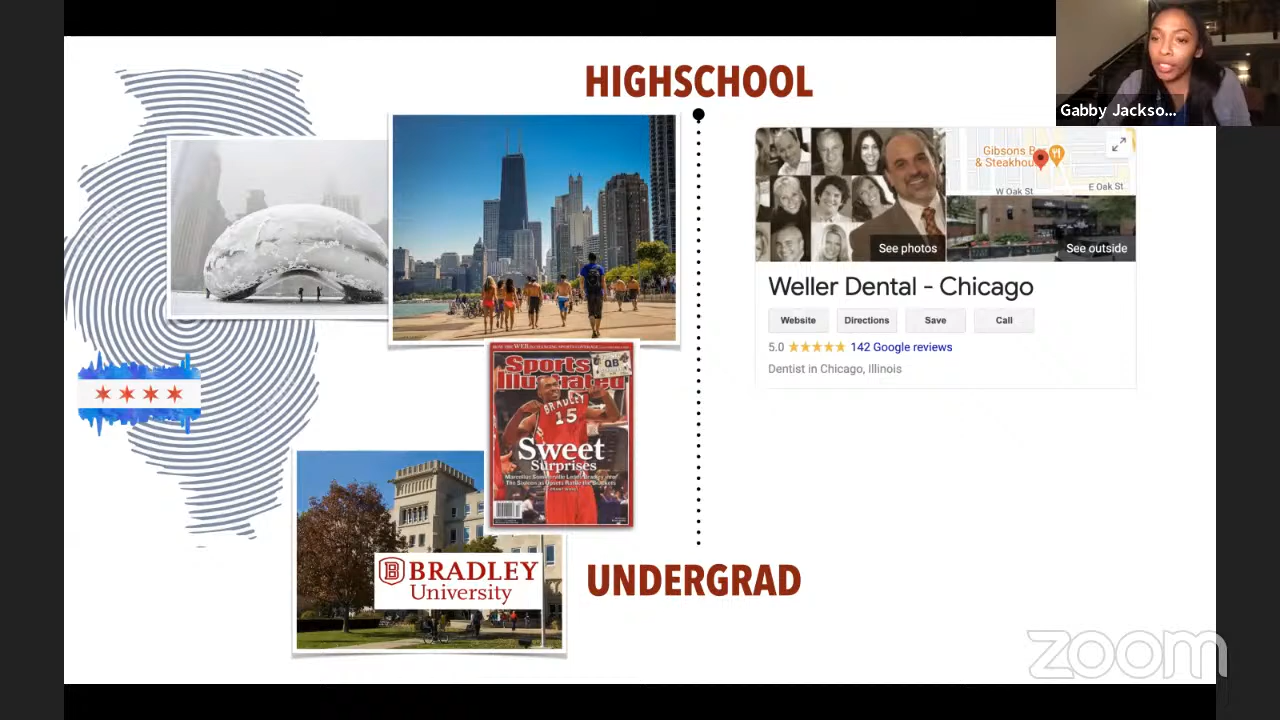 HIGHSCHOOL
Gabby Jackso...
Gibsons B
& Steakhou
W Oak St
E Oak St
See photos
See outside
Weller Dental - Chicago
Website
Directions
Save
Call
5.0
142 Google reviews
Dentist in Chicago, Illinois
Sports
Illustrated
QB
BRADLEY
15
Sweet
Surprises
BRADLEY
University
UNDERGRAD
zoom